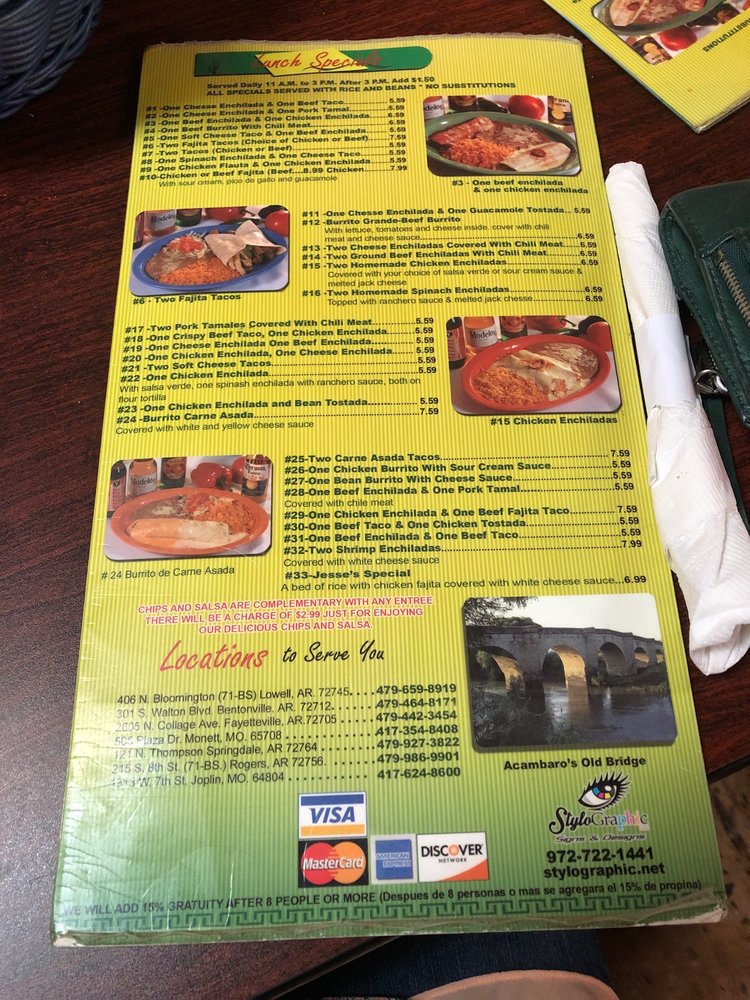 Lunch Specials
Served Daily 11 A.M. to 3 P.M. After 3 P.M. Add $1.50
ALL SPECIALS SERVED WITH RICE AND BEANS * NO SUBSTITUTIONS
#1 -One Chesse Enchilada & One Beef Taco 5.59
#2 -One Cheese Enchilada & One Pork Tamal 5.59
#3 -One Beef Enchilada & One Chicken Enchilada 6.59
#4 -One Beef Burrito With Chili Meat 6.59
#5 -One Soft Cheese Taco & One Beef Enchilada 5.59
#6 -Two Fajita Tacos (Choice of Chicken or Beef) 7.59
#7 -Two Tacos (Chicken or Beef) 5.59
#8 -One Spinach Enchilada & One Cheese Taco 5.59
#9 -One Chicken Flauta & One Chicken Enchilada 5.59
#10-Chicken or Beef Fajita (Beef....8.99 Chicken 7.99
With sour cream, pico de gallo and guacamole
#3 - One beef enchilada
& one chicken enchilada
#11 -One Chesse Enchilada & One Guacamole Tostada... 5.59
#12 -Burrito Grande-Beef Burrito
With lettuce, tomatoes and cheese inside. cover with chili
meat and cheese sauce 6.59
#13 -Two Cheese Enchiladas Covered With Chili Meat 6.59
#14 -Two Ground Beef Enchiladas With Chili Meat 6.59
#15 -Two Homemade Chicken Enchiladas 6.59
Covered with your choice of salsa verde or sour cream sauce &
melted jack cheese
#16 -Two Homemade Spinach Enchiladas 6.59
Topped with ranchero sauce & melted jack chesse 6.59
#6 - Two Fajita Tacos
#17 -Two Pork Tamales Covered With Chili Meat 5.59
#18 -One Crispy Beef Taco, One Chicken Enchilada 5.59
#19 -One Cheese Enchilada One Beef Enchilada 5.59
#20 -One Chicken Enchilada, One Cheese Enchilada 5.59
#21 -Two Soft Cheese Tacos 5.59
#22 -One Chicken Enchilada 5.59
With salsa verde, one spinash enchilada with ranchero sauce, both on
flour tortilla
#23 -One Chicken Enchilada and Bean Tostada 5.59
#24 -Burrito Carne Asada 7.59
Covered with white and yellow cheese sauce
Modelo
#15 Chicken Enchiladas
#25-Two Carne Asada Tacos 7.59
#26-One Chicken Burrito With Sour Cream Sauce 5.59
#27-One Bean Burrito With Cheese Sauce 5.59
#28-One Beef Enchilada & One Pork Tamal 5.59
Covered with chile meat
#29-One Chicken Enchilada & One Beef Fajita Taco 7.59
#30-One Beef Taco & One Chicken Tostada 5.59
#31-One Beef Enchilada & One Beef Taco 5.59
#32-Two Shrimp Enchiladas 7.99
Covered with white cheese
#33-Jesse's Special
A bed of rice with chicken fajita covered with white cheese sauce...6.99
Modelo
Corona
# 24 Burrito de Carne Asada
CHIPS AND SALSA ARE COMPLEMENTARY WITH ANY ENTREE
THERE WILL BE A CHARGE OF $2.99 JUST FOR ENJOYING
OUR DELICIOUS CHIPS AND SALSA.
Locations to Serve You
406 N. Bloomington (71-BS) Lowell, AR. 72745 479-659-8919
301 S. Walton Blvd. Bentonville. AR. 72712 479-464-8171
2605 N. Collage Ave. Fayetteville, AR.72705 479-442-3454
505 Plaza Dr. Monett, MO. 65708 417-354-8408
121 N. Thompson Springdale, AR 72764 479-927-3822
215 S. 8th St. (71-BS.) Rogers, AR 72756 479-986-9901
1313 W. 7th St. Joplin, MO. 64804 417-624-8600
Acambaro's Old Bridge
VISA
MasterCard
AMERICAN EXPRESS
DISCOVER
NETWORK
StyloGraphic
Signs & Designs
972-722-1441
stylographic.net
WE WILL ADD 15% GRATUITY AFTER 8 PEOPLE OR MORE (Despues de 8 personas o mas se agregara el 15% de propina)
SUBSTITUTIONS